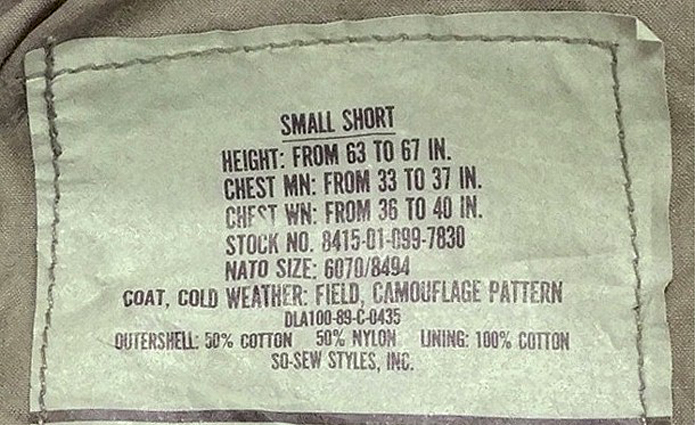 SMALL SHORT
HEIGHT: FROM 63 TO 67 IN.
CHEST MN: FROM 33 TO 37 IN.
CHEST WN: FROM 36 TO 40 IN.
STOCK NO. 8415-01-099-7830
NATO SIZE: 6070/8494
COAT, COLD WEATHER: FIELD, CAMOUFLAGE PATTERN
DLA100-89-C-0435
OUTERSHELL: 50% COTTON 50% NYLON LINING: 100% COTTON
SO-SEW STYLES, INC.